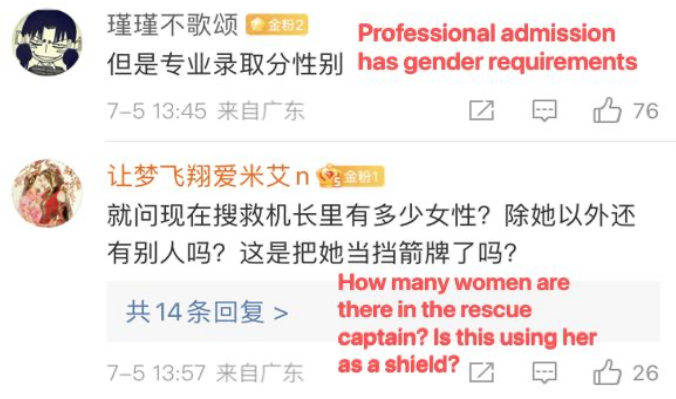 瑾瑾不歌颂 金粉2
Professional admission
has gender requirements
但是专业录取分性别
7-5 13:45 来自广东
76
让梦飞翔爱米艾n 5 金粉1
就问现在搜救机长里有多少女性？除她以外还
有别人吗？这是把她当挡箭牌了吗？
How many women are
there in the rescue
captain? Is this using her
as a shield?
共14条回复 >
7-5 13:57 来自广东
26